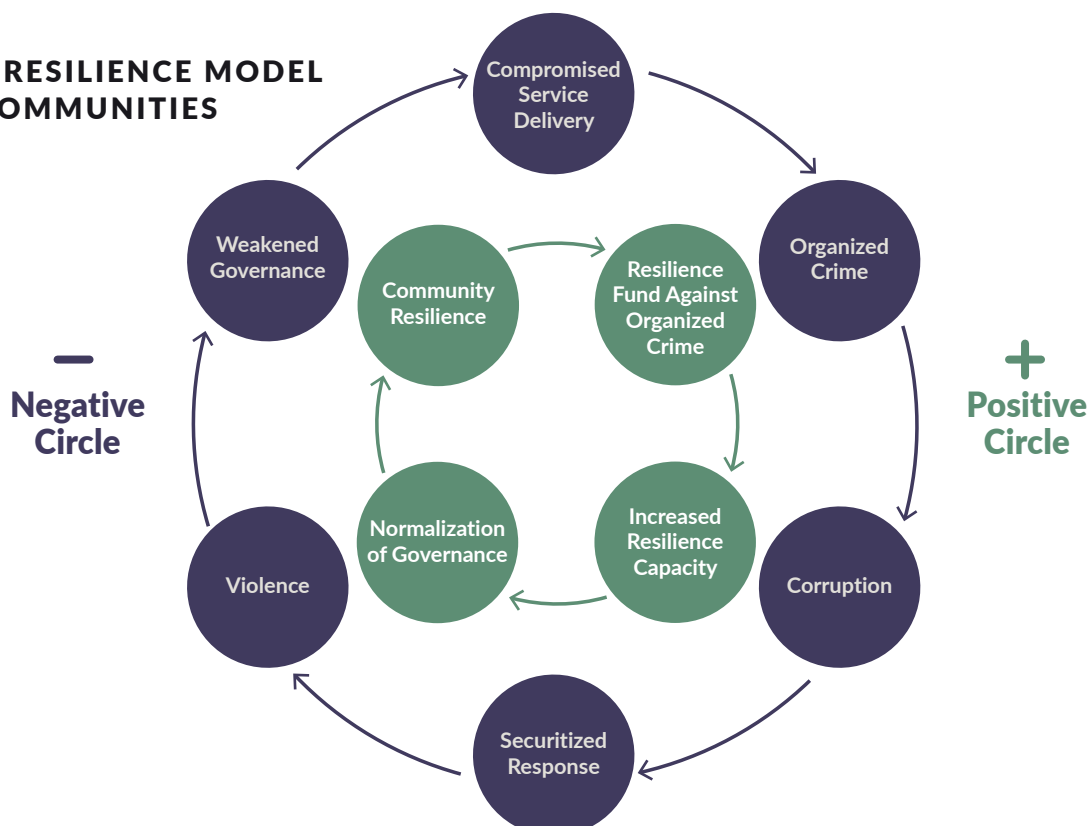 RESILIENCE MODEL
OMMUNITIES
Compromised
Service
Delivery
Weakened
Governance
Organized
Crime
Community
Resilience
Resilience
Fund Against
Organized
Crime
Negative
Circle
+
Positive
Circle
Normalization
of Governance
Increased
Resilience
Capacity
Violence
Corruption
Securitized
Response